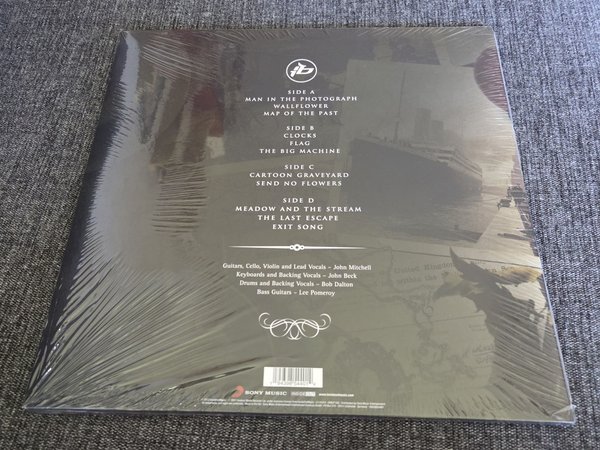 ib
SIDE A
MAN IN THE PHOTOGRAPH
WALLFLOWER
MAP OF THE PAST
SIDE B
CLOCKS
FLAG
THE BIG MACHINE
SIDE C
CARTOON GRAVEYARD
SEND NO FLOWERS
SIDE D
MEADOW AND THE STREAM
THE LAST ESCAPE
EXIT SONG
Guitars, Cello, Violin and Lead Vocals – John Mitchell
Keyboards and Backing Vocals – John Beck
Drums and Backing Vocals – Bob Dalton
Bass Guitars – Lee Pomeroy
United Kingdom
SONY MUSIC